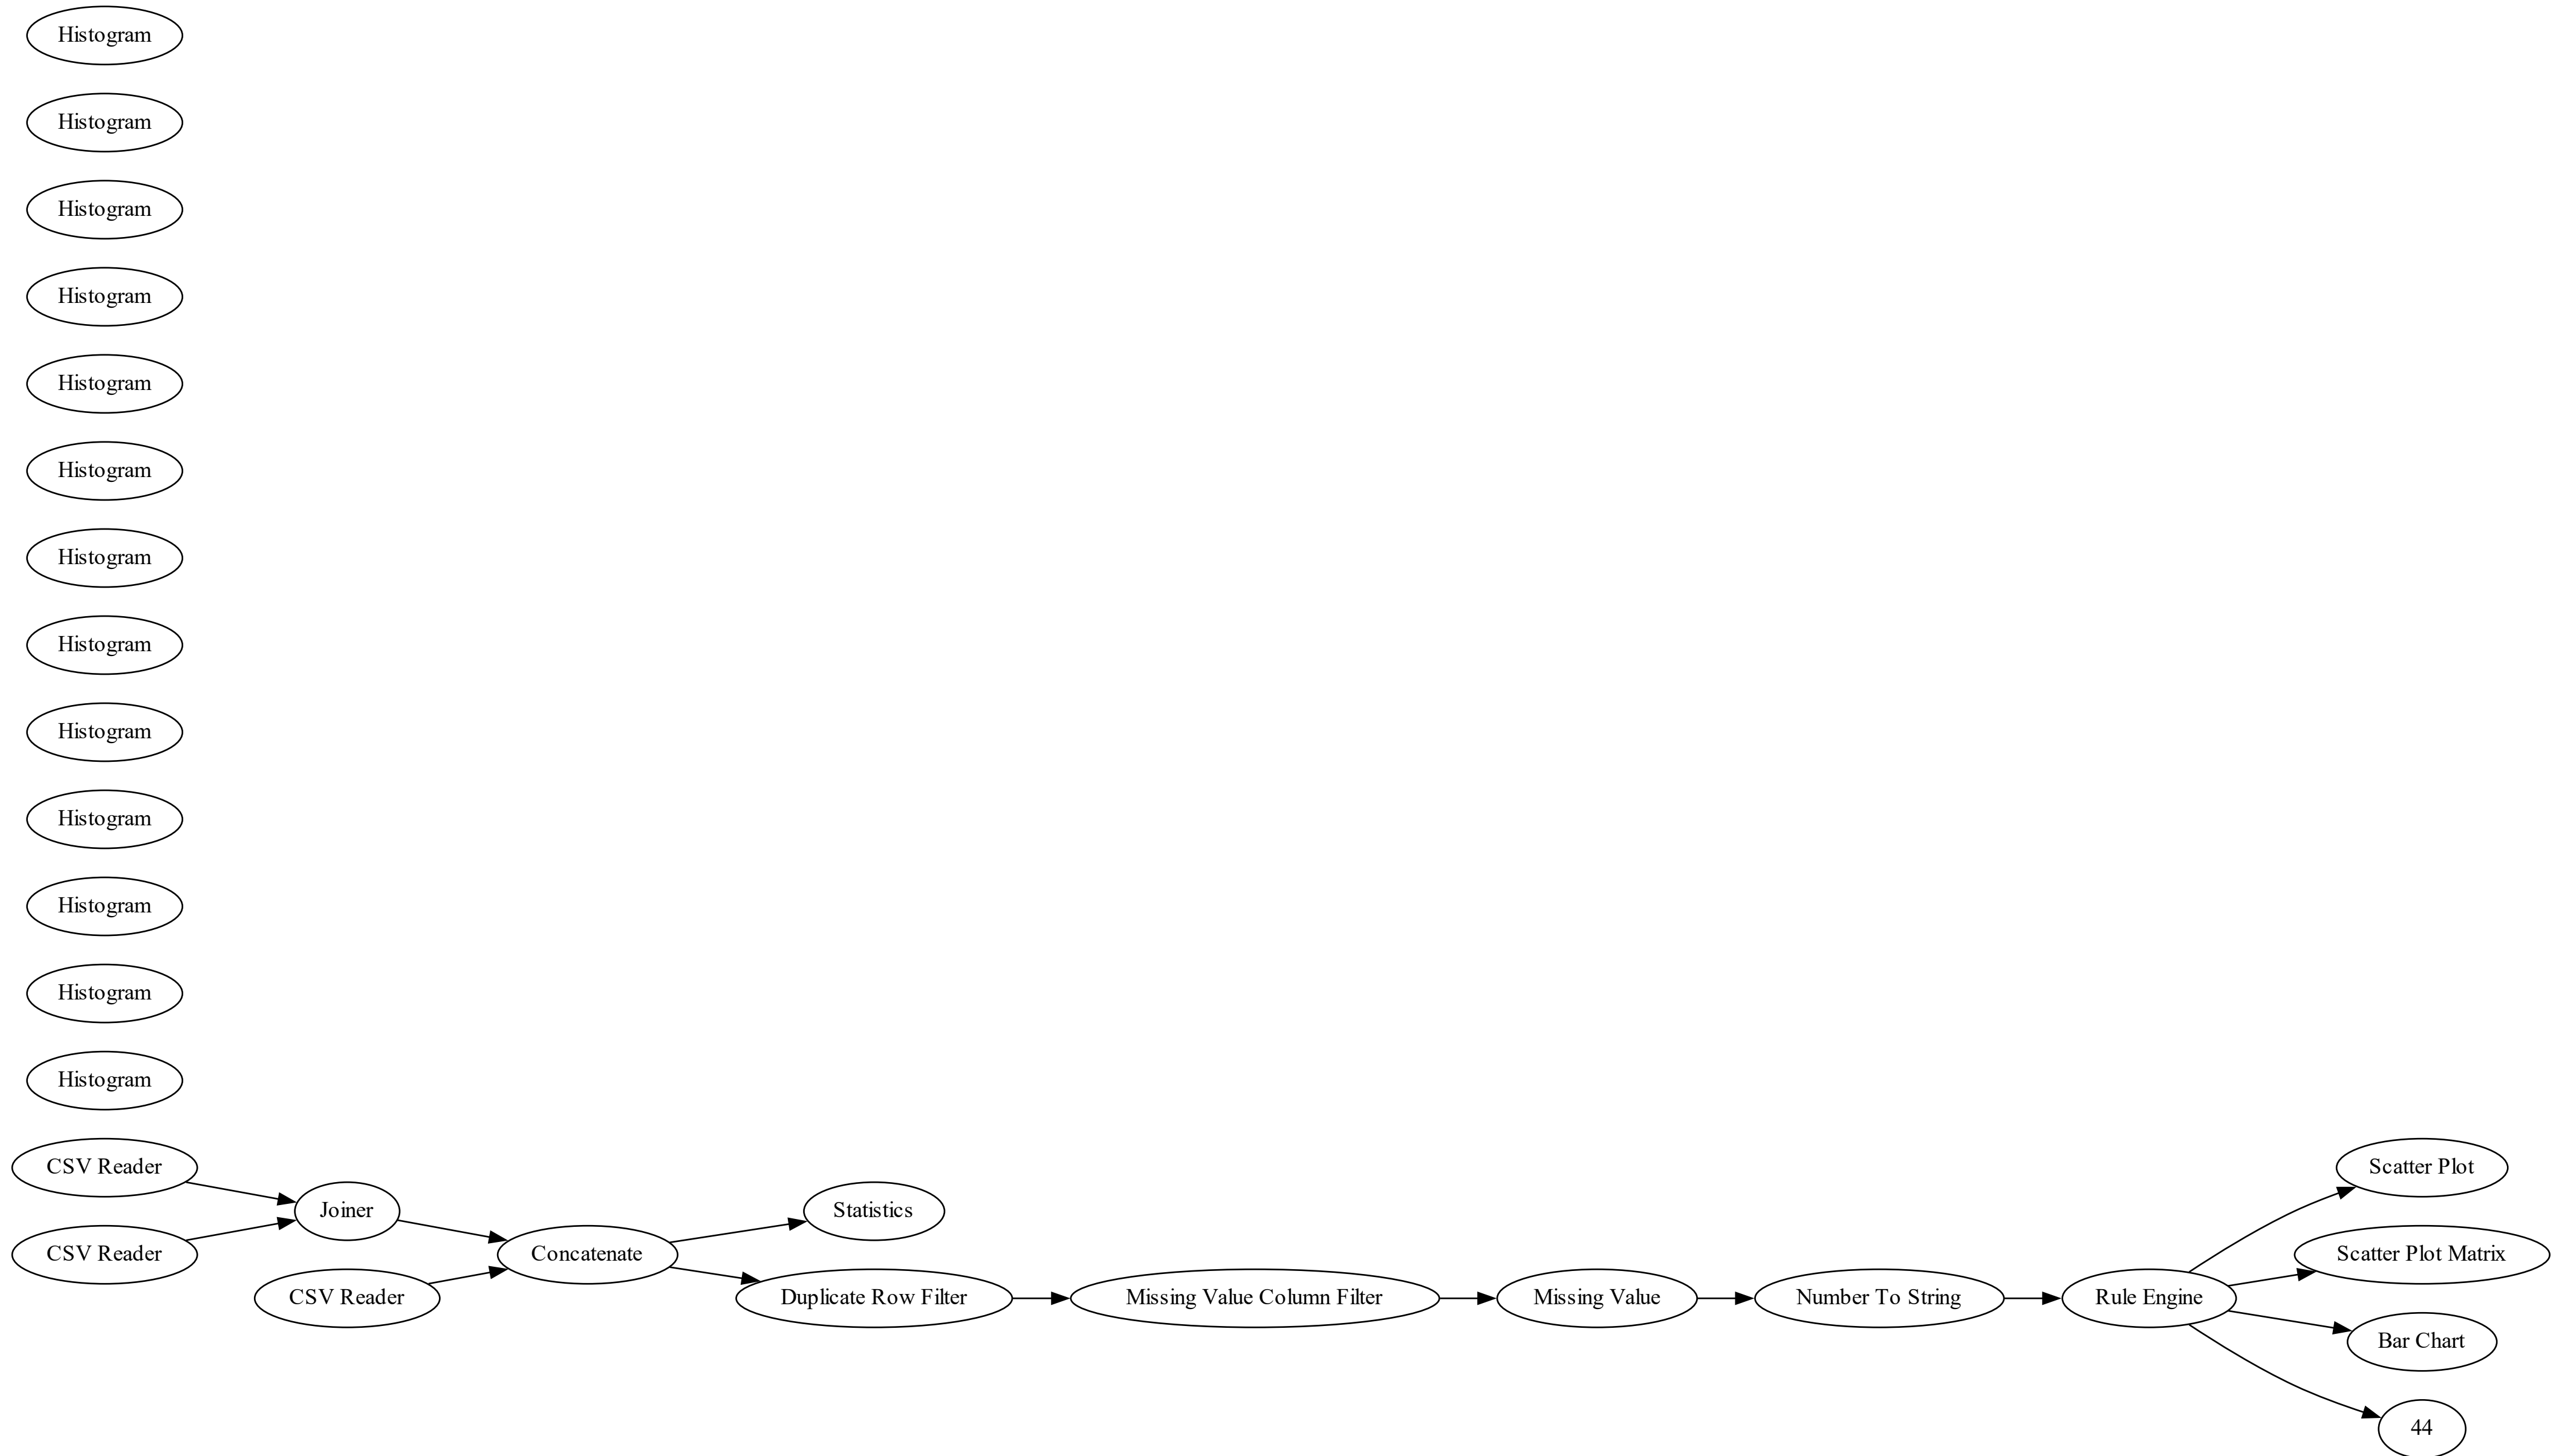 Histogram
Histogram
Histogram
Histogram
Histogram
Histogram
Histogram
Histogram
Histogram
Histogram
Histogram
Histogram
Histogram
CSV Reader
Scatter Plot
Joiner
Statistics
CSV Reader
Concatenate
Scatter Plot Matrix
CSV Reader
Duplicate Row Filter
Missing Value Column Filter
Missing Value
Number To String
Rule Engine
Bar Chart
44